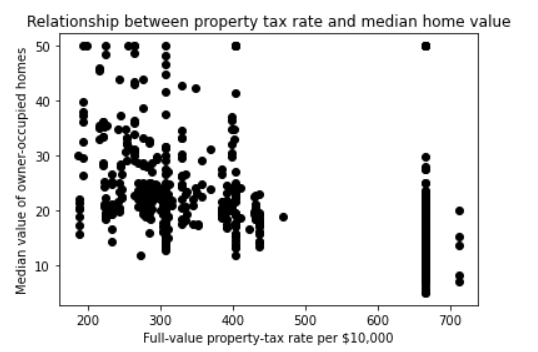 Relationship between property tax rate and median home value
Median value of owner-occupied homes
50
40
30
20
10
200 300 400 500 600 700
Full-value property-tax rate per $10,000